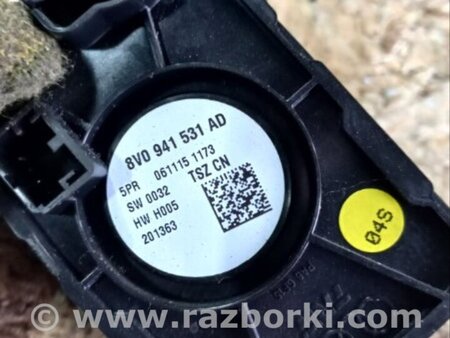 8V0 941 531 AD
5PR 061115 1173
SW 0032 TSZ CN
HW H005
201363
04S
www.razborki.com